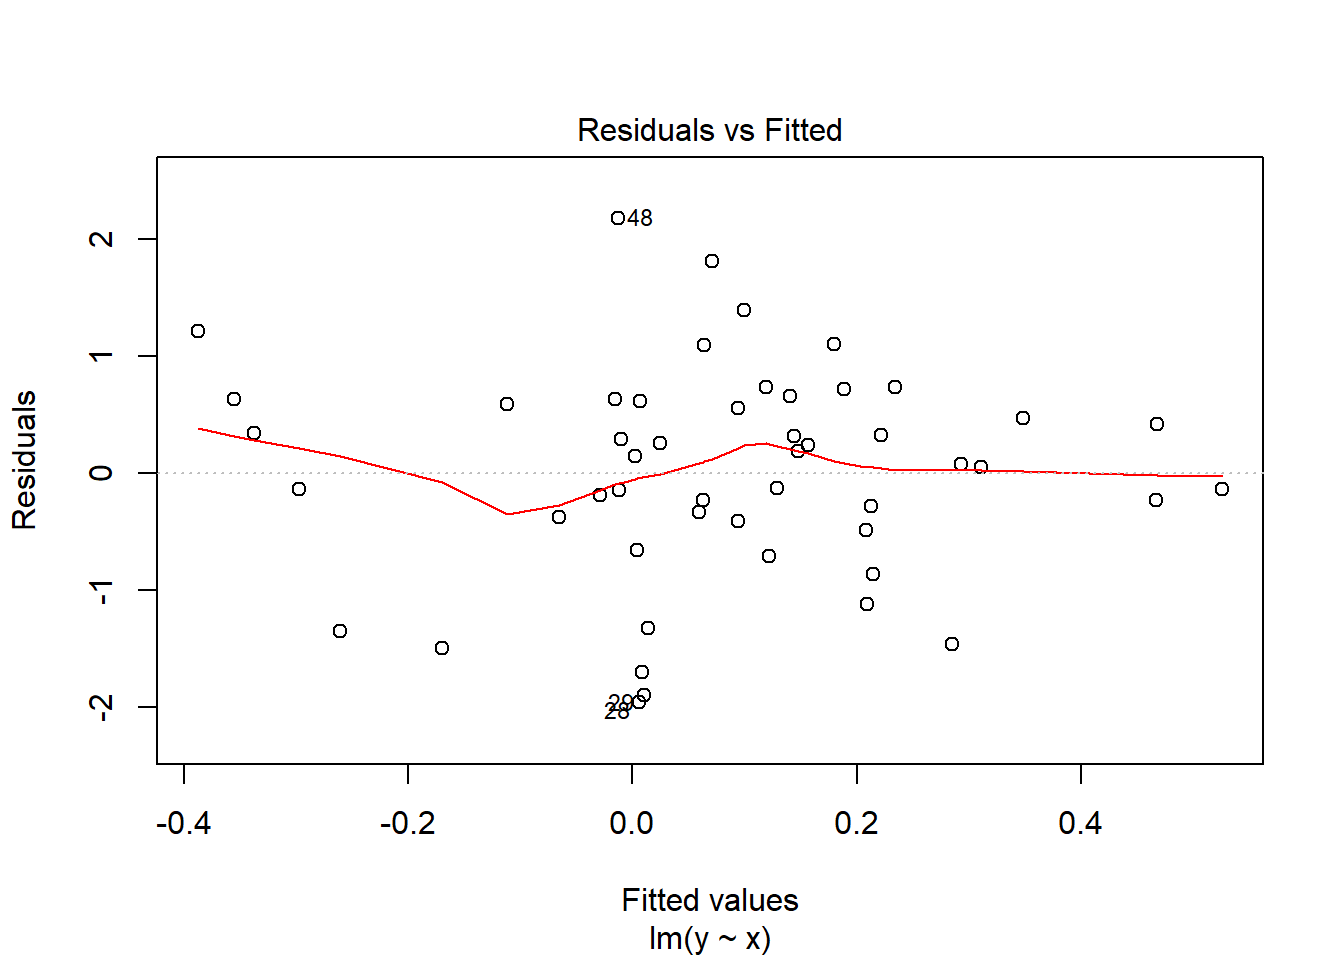 Residuals vs Fitted
Residuals
2
1
0
-1
-2
48
29
28
-0.4 -0.2 0.0 0.2 0.4
Fitted values
lm(y ~ x)